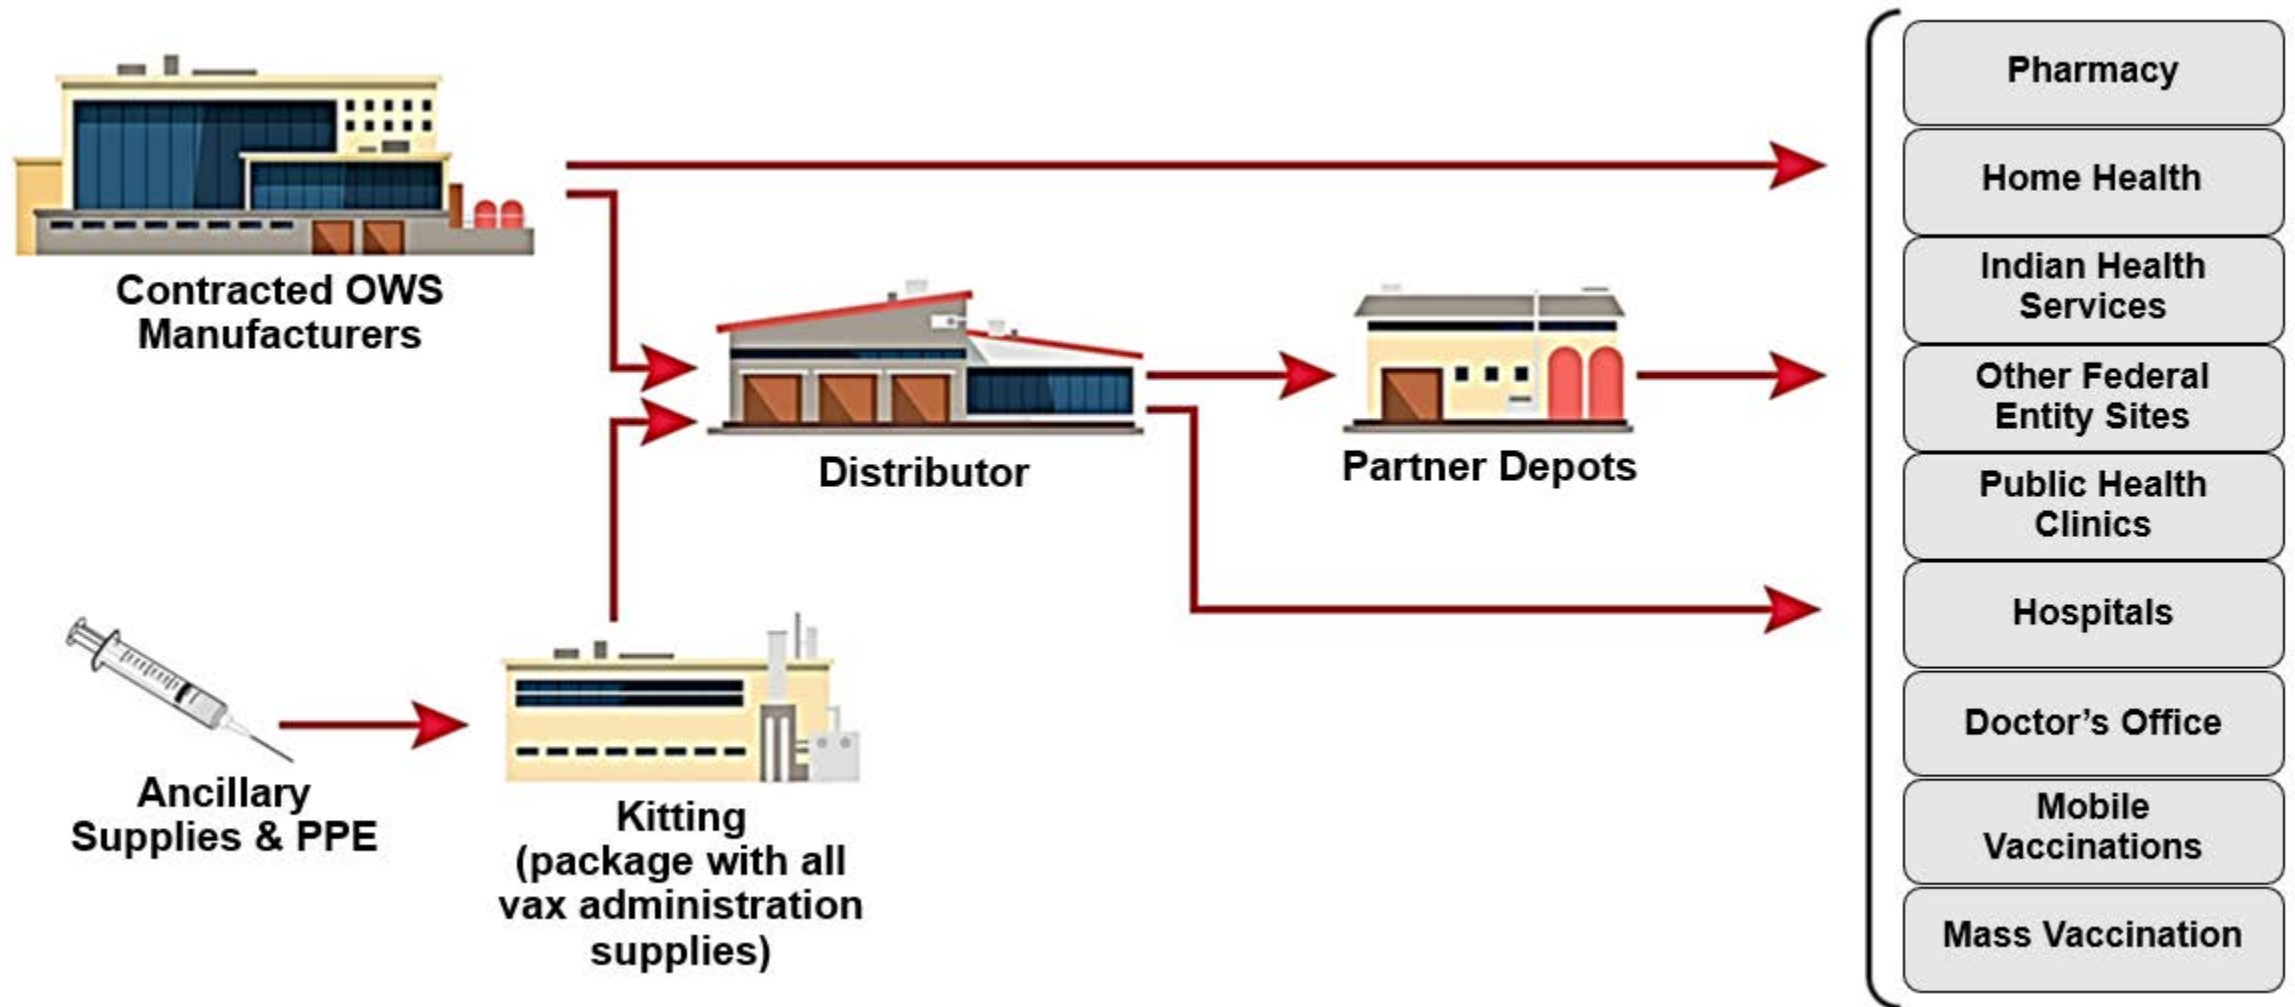 Contracted OWS
Manufacturers
Distributor
Partner Depots
Ancillary
Supplies & PPE
Kitting
(package with all
vax administration
supplies)
Pharmacy
Home Health
Indian Health
Services
Other Federal
Entity Sites
Public Health
Clinics
Hospitals
Doctor’s Office
Mobile
Vaccinations
Mass Vaccination